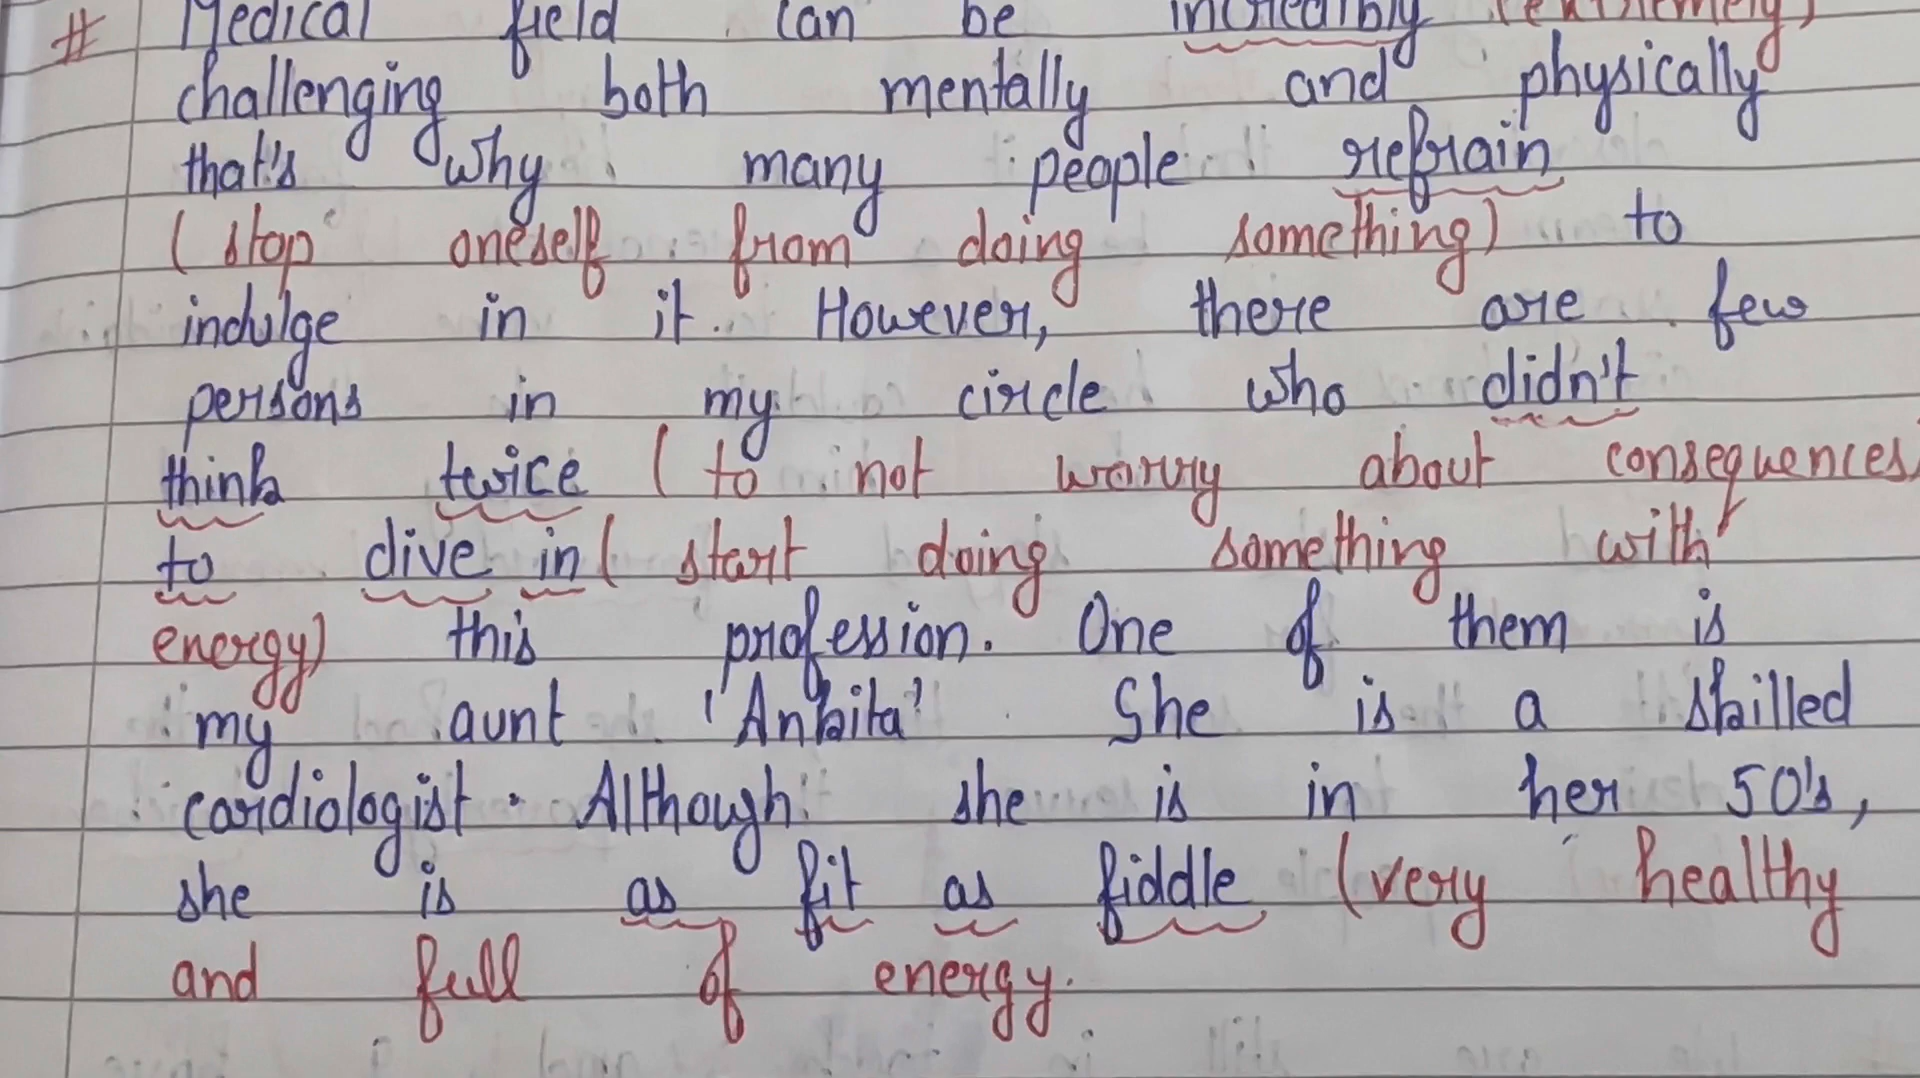 # Medical field can be incredibly (extremely)
challenging both mentally and physically
that's why many people refrain
(stop oneself from doing something) to
indulge in it. However, there are few
persons in my circle who didn't
think twice (to not worry about consequences)
to dive in (start doing something with
energy) this profession. One of them is
my aunt 'Ankita' She is a skilled
cardiologist. Although she is in her 50's,
she is as fit as fiddle (very healthy
and full of energy.